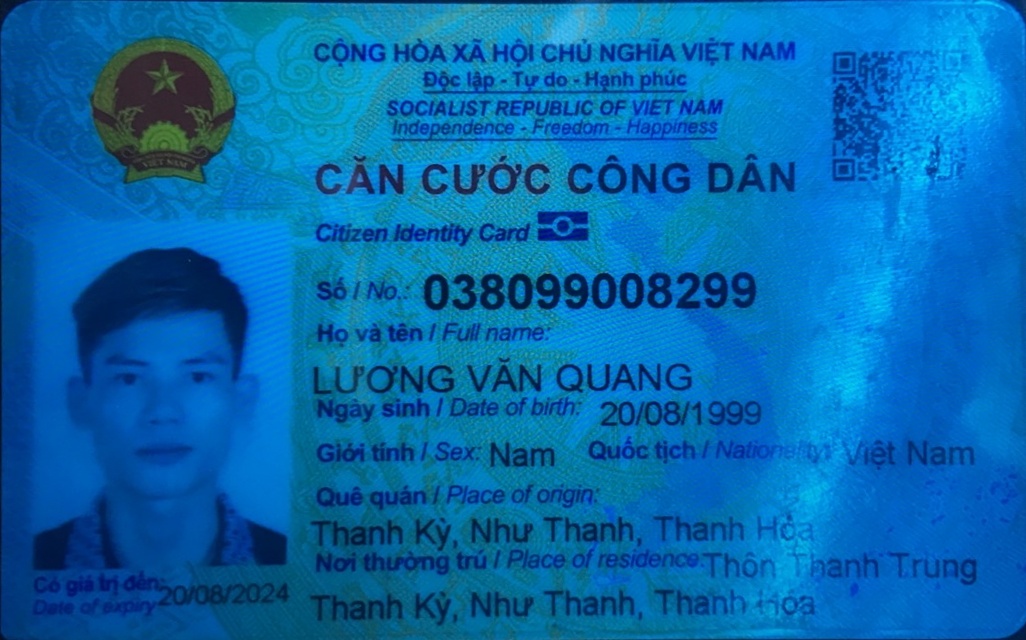 CỘNG HÒA XÃ HỘI CHỦ NGHĨA VIỆT NAM
Độc lập - Tự do - Hạnh phúc
SOCIALIST REPUBLIC OF VIET NAM
Independence - Freedom - Happiness
VIỆT NAM
CĂN CƯỚC CÔNG DÂN
Citizen Identity Card
Số / No.: 038099008299
Họ và tên / Full name:
LƯƠNG VĂN QUANG
Ngày sinh / Date of birth: 20/08/1999
Giới tính / Sex: Nam Quốc tịch / Nationality: Việt Nam
Quê quán / Place of origin:
Thanh Kỳ, Như Thanh, Thanh Hóa
Nơi thường trú / Place of residence: Thôn Thanh Trung
Thanh Kỳ, Như Thanh, Thanh Hóa
Có giá trị đến: 20/08/2024
Date of expiry